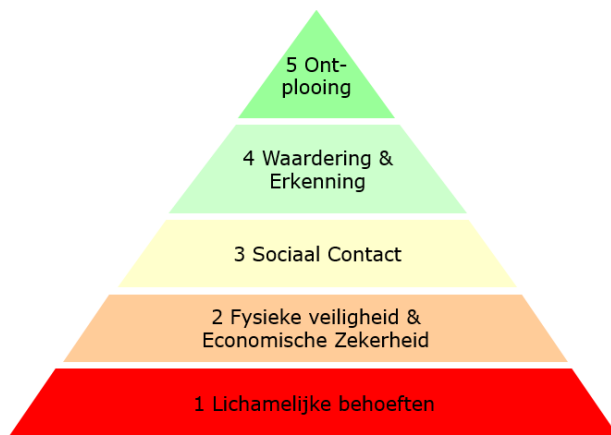 5 Ont-
plooing
4 Waardering &
Erkenning
3 Sociaal Contact
2 Fysieke veiligheid &
Economische Zekerheid
1 Lichamelijke behoeften